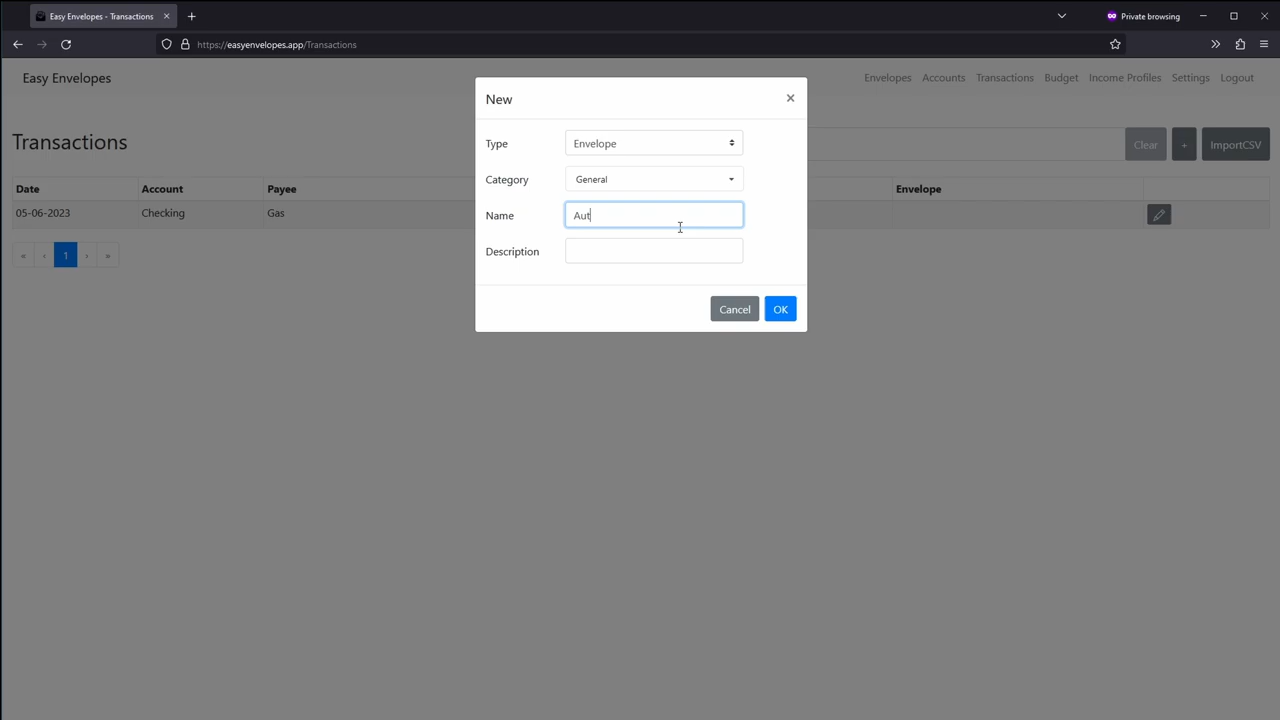 Easy Envelopes - Transactions
Private browsing
https://easyenvelopes.app/Transactions
Easy Envelopes
Envelopes Accounts Transactions Budget Income Profiles Settings Logout
New ×
Transactions
Clear + ImportCSV
Type Envelope
Category General
Name Aut
Description
Cancel OK
Date Account Payee Envelope
05-06-2023 Checking Gas
« ‹ 1 › »